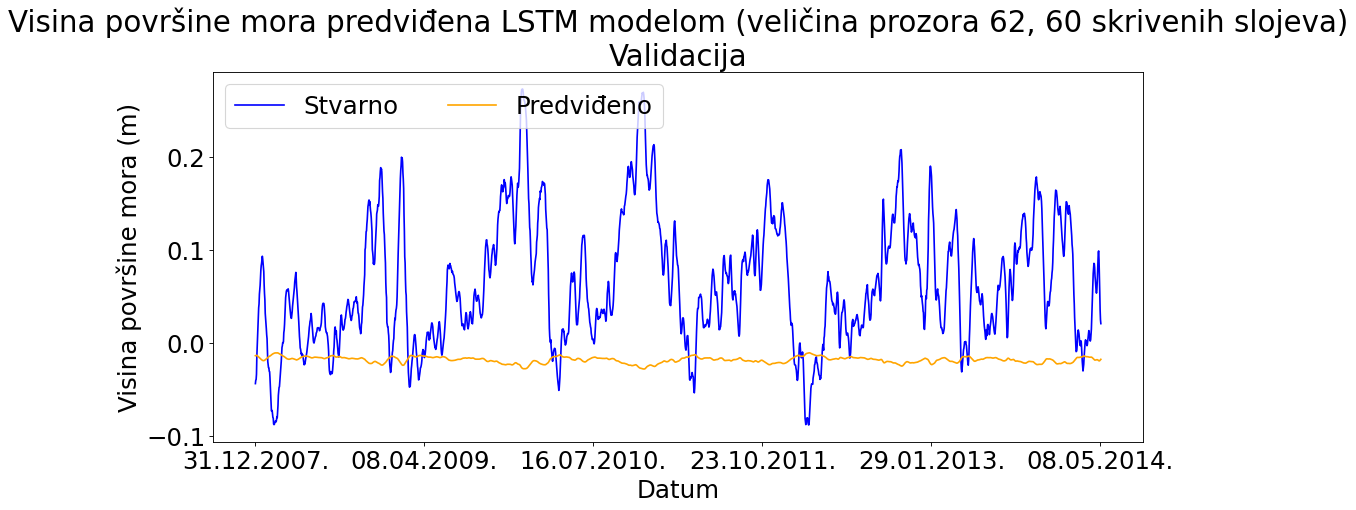 Visina površine mora predviđena LSTM modelom (veličina prozora 62, 60 skrivenih slojeva)
Validacija
Stvarno Predviđeno
Visina površine mora (m)
0.2
0.1
0.0
−0.1
31.12.2007. 08.04.2009. 16.07.2010. 23.10.2011. 29.01.2013. 08.05.2014.
Datum